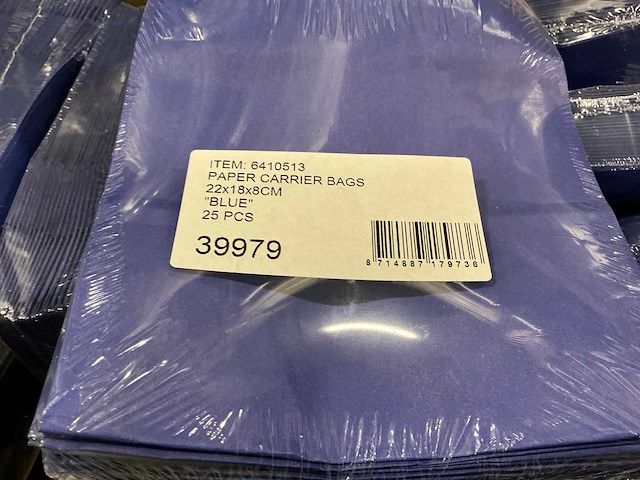 ITEM: 6410513
PAPER CARRIER BAGS
22x18x8CM
"BLUE"
25 PCS
39979
8 714887 179736